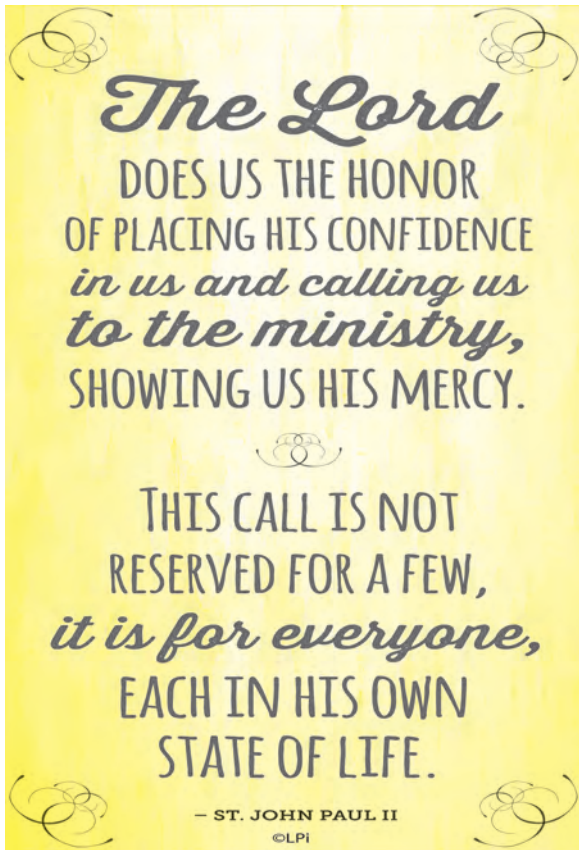 The Lord
DOES US THE HONOR
OF PLACING HIS CONFIDENCE
in us and calling us
to the ministry,
SHOWING US HIS MERCY.
THIS CALL IS NOT
RESERVED FOR A FEW,
it is for everyone,
EACH IN HIS OWN
STATE OF LIFE.
– ST. JOHN PAUL II
©LPi